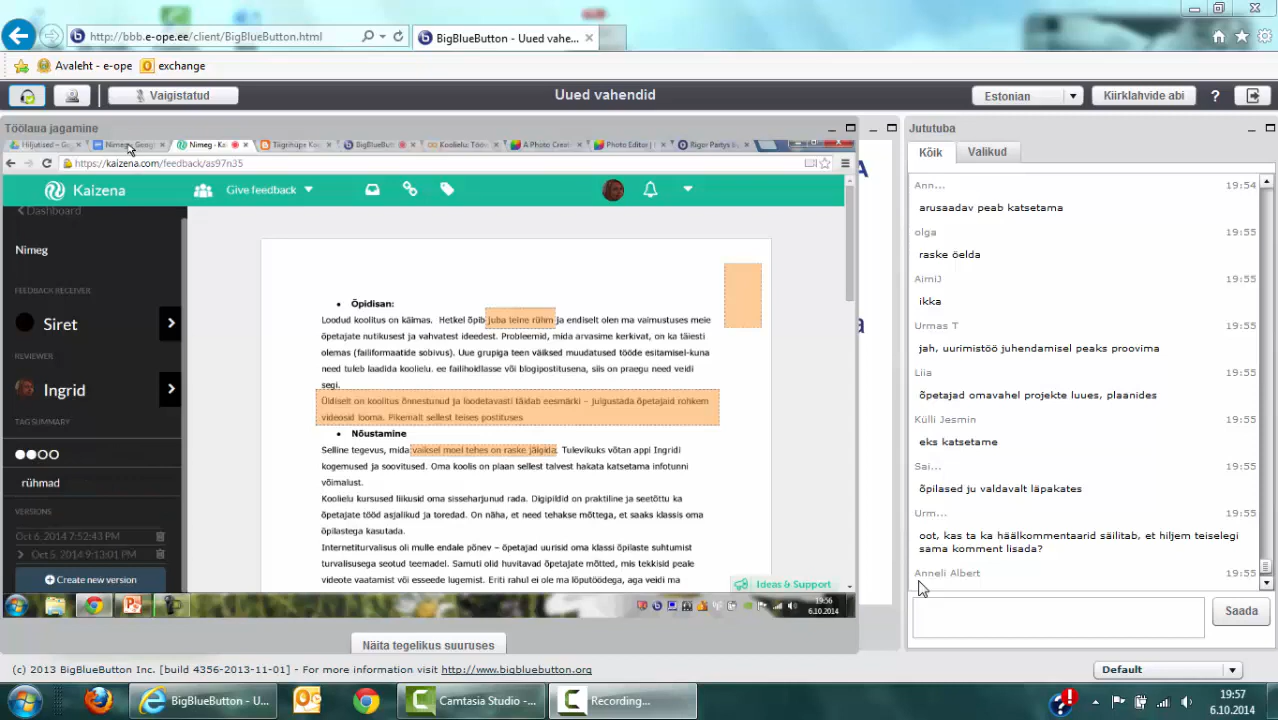 http://bbb.e-ope.ee/client/BigBlueButton.html
BigBlueButton - Uued vahe...
Avaleht - e-ope
exchange
Vaigistatud
Uued vahendid
Estonian
Kiirklahvide abi
?
Töölaua jagamine
Nimeg - Ka
https://kaizena.com/feedback/as97n35
Kaizena
Give feedback
Dashboard
Nimeg
FEEDBACK RECEIVER
Siret
REVIEWER
Ingrid
TAG SUMMARY
rühmad
VERSIONS
Oct 6, 2014 7:52:43 PM
Oct 5, 2014 9:13:01 PM
Create new version
• Õpidisan:
Loodud koolitus on käimas. Hetkel õpib juba teine rühm ja endiselt olen ma vaimustuses meie
õpetajate nutikusest ja vahvatest ideedest. Probleemid, mida arvasime kerkivat, on ka täiesti
olemas (failiformaatide sobivus). Uue grupiga teen väiksed muudatused tööde esitamisel-kuna
need tuleb laadida koolielu. ee failihoidlasse või blogipostitusena, siis on praegu need veidi
segi.
Üldiselt on koolitus õnnestunud ja loodetavasti täidab eesmärki – julgustada õpetajaid rohkem
videosid looma. Pikemalt sellest teises postituses
• Nõustamine
Selline tegevus, mida vaiksel moel tehes on raske jälgida. Tulevikuks võtan appi Ingridi
kogemused ja soovitused. Oma koolis on plaan sellest talvest hakata katsetama infotunni
võimalust.
Koolielu kursused liikusid oma sisseharjunud rada. Digipildid on praktiline ja seetõttu ka
õpetajate tööd asjalikud ja toredad. On näha, et need tehakse mõttega, et saaks klassis oma
õpilastega kasutada.
Internetiturvalisus oli mulle endale põnev – õpetajad uurisid oma klassi õpilaste suhtumist
turvalisusega seotud teemadel. Samuti olid huvitavad õpetajate mõtted, mis tekkisid peale
videote vaatamist või esseede lugemist. Eriti rahul ei ole ma lõputöödega, aga veidi ma
Ideas & Support
19:56
6.10.2014
Näita tegelikus suuruses
Jututuba
Kõik
Valikud
Ann... 19:54
arusaadav peab katsetama
olga 19:55
raske öelda
AirniJ 19:55
ikka
Urmas T 19:55
jah, uurimistöö juhendamisel peaks proovima
Liia 19:55
õpetajad omavahel projekte luues, plaanides
Külli Jesmin 19:55
eks katsetame
Sai... 19:55
õpilased ju valdavalt läpakates
Urm... 19:55
oot, kas ta ka häälkommentaarid säilitab, et hiljem teiselegi
sama komment lisada?
Anneli Albert 19:55
Saada
(c) 2013 BigBlueButton Inc. [build 4356-2013-11-01] - For more information visit http://www.bigbluebutton.org
Default
BigBlueButton - U...
Camtasia Studio -...
Recording...
19:57
6.10.2014